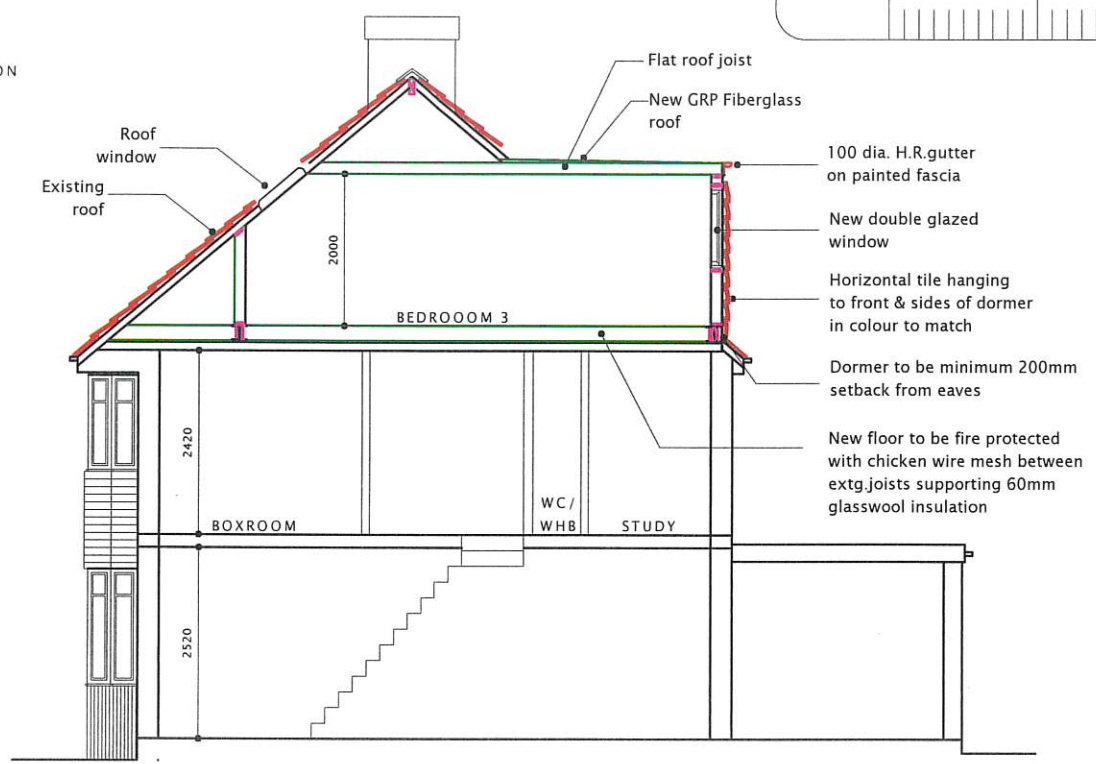 ON
Flat roof joist
New GRP Fiberglass
roof
Roof
window
Existing
roof
100 dia. H.R.gutter
on painted fascia
New double glazed
window
Horizontal tile hanging
to front & sides of dormer
in colour to match
Dormer to be minimum 200mm
setback from eaves
New floor to be fire protected
with chicken wire mesh between
extg.joists supporting 60mm
glasswool insulation
2000
BEDROOOM 3
2420
BOXROOM
WC/
WHB
STUDY
2520